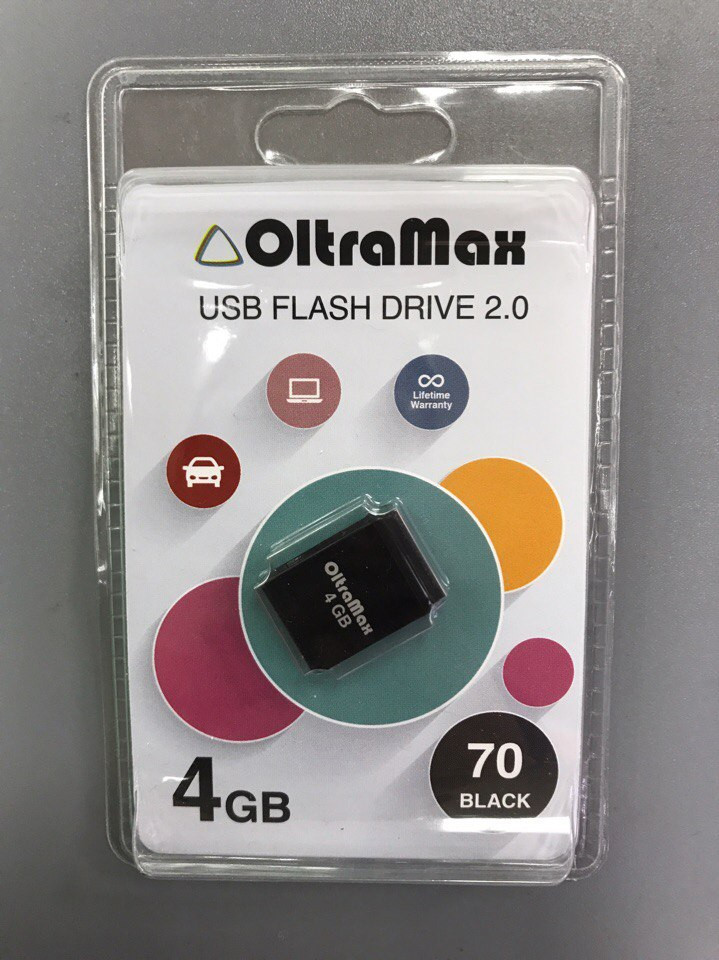 OltraMax
USB FLASH DRIVE 2.0
Lifetime
Warranty
OltraMax
4 GB
4GB
70
BLACK